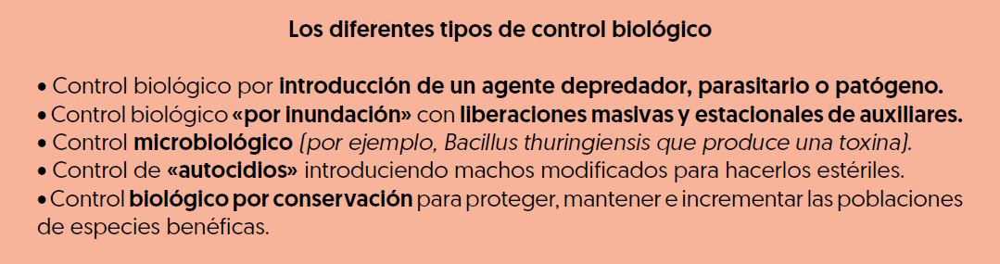 Los diferentes tipos de control biológico
• Control biológico por introducción de un agente depredador, parasitario o patógeno.
• Control biológico «por inundación» con liberaciones masivas y estacionales de auxiliares.
• Control microbiológico (por ejemplo, Bacillus thuringiensis que produce una toxina).
• Control de «autocidios» introduciendo machos modificados para hacerlos estériles.
• Control biológico por conservación para proteger, mantener e incrementar las poblaciones
de especies benéficas.